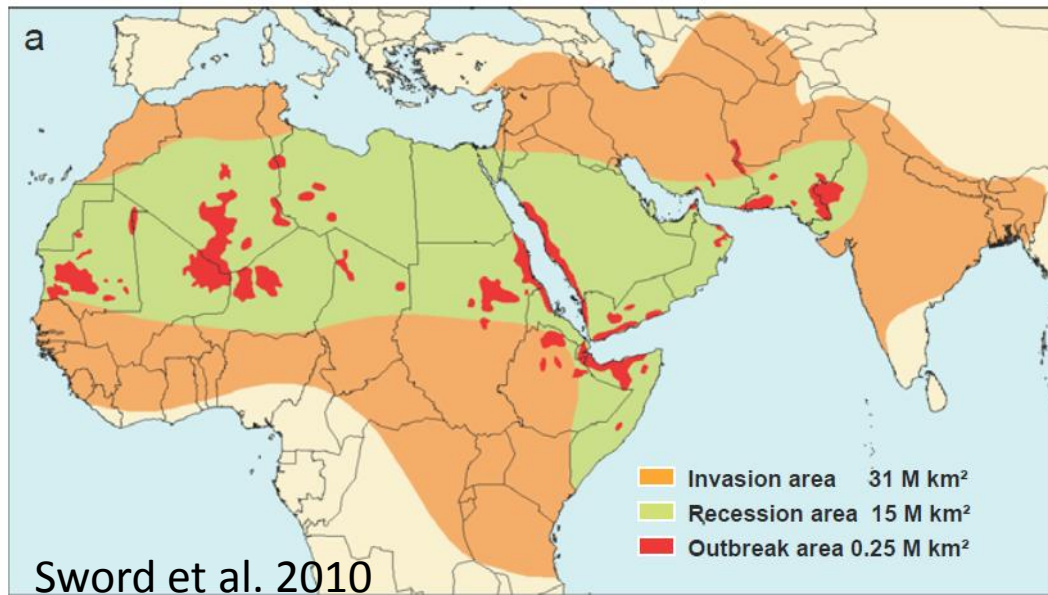 a
Invasion area 31 M km²
Recession area 15 M km²
Outbreak area 0.25 M km²
Sword et al. 2010